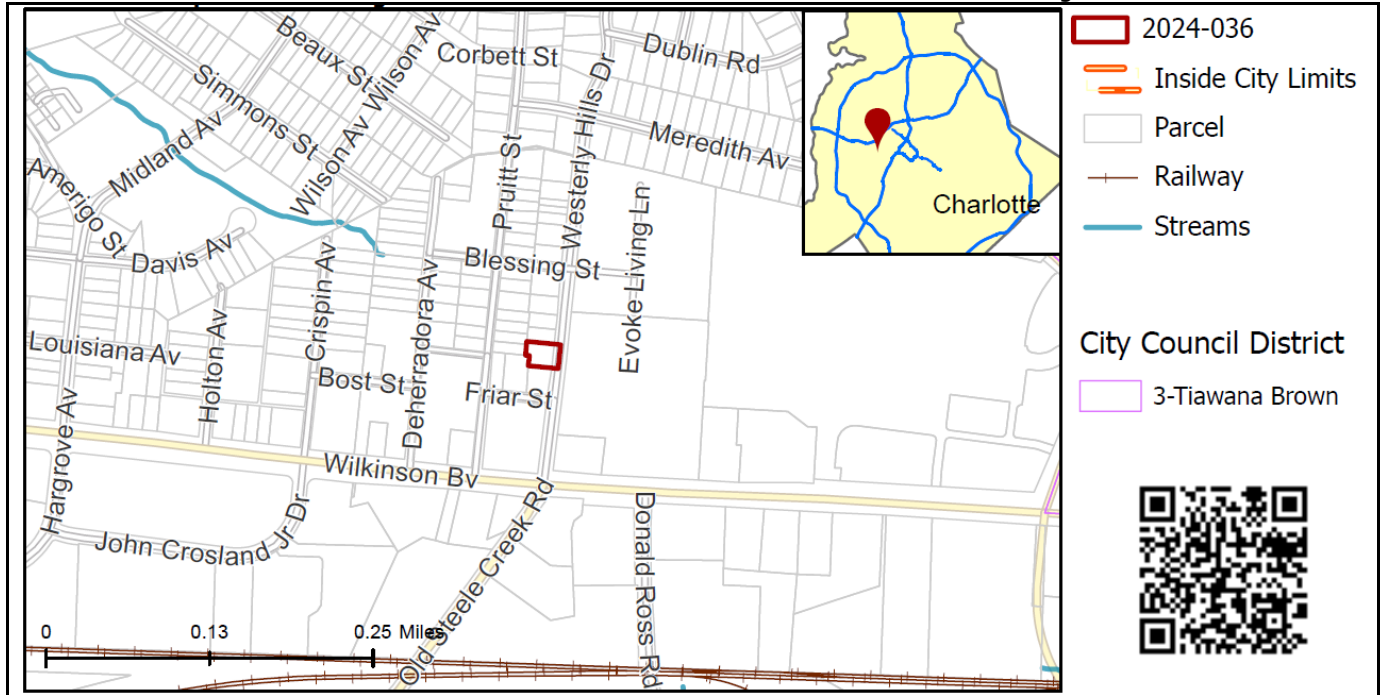 Beaux St
Wilson Av
Corbett St
Dublin Rd
Simmons St
Wilson Av
Westerly Hills Dr
Midland Av
Meredith Av
Pruitt St
Amerigo St
Wilson Av
Charlotte
Davis Av
Blessing St
Evoke Living Ln
Crispin Av
Deherradora Av
Louisiana Av
Holton Av
Bost St
Friar St
Hargrove Av
Wilkinson Bv
John Crosland Jr Dr
Old Steele Creek Rd
Donald Ross Rd
0 0.13 0.25 Miles
2024-036
Inside City Limits
Parcel
Railway
Streams
City Council District
3-Tiawana Brown